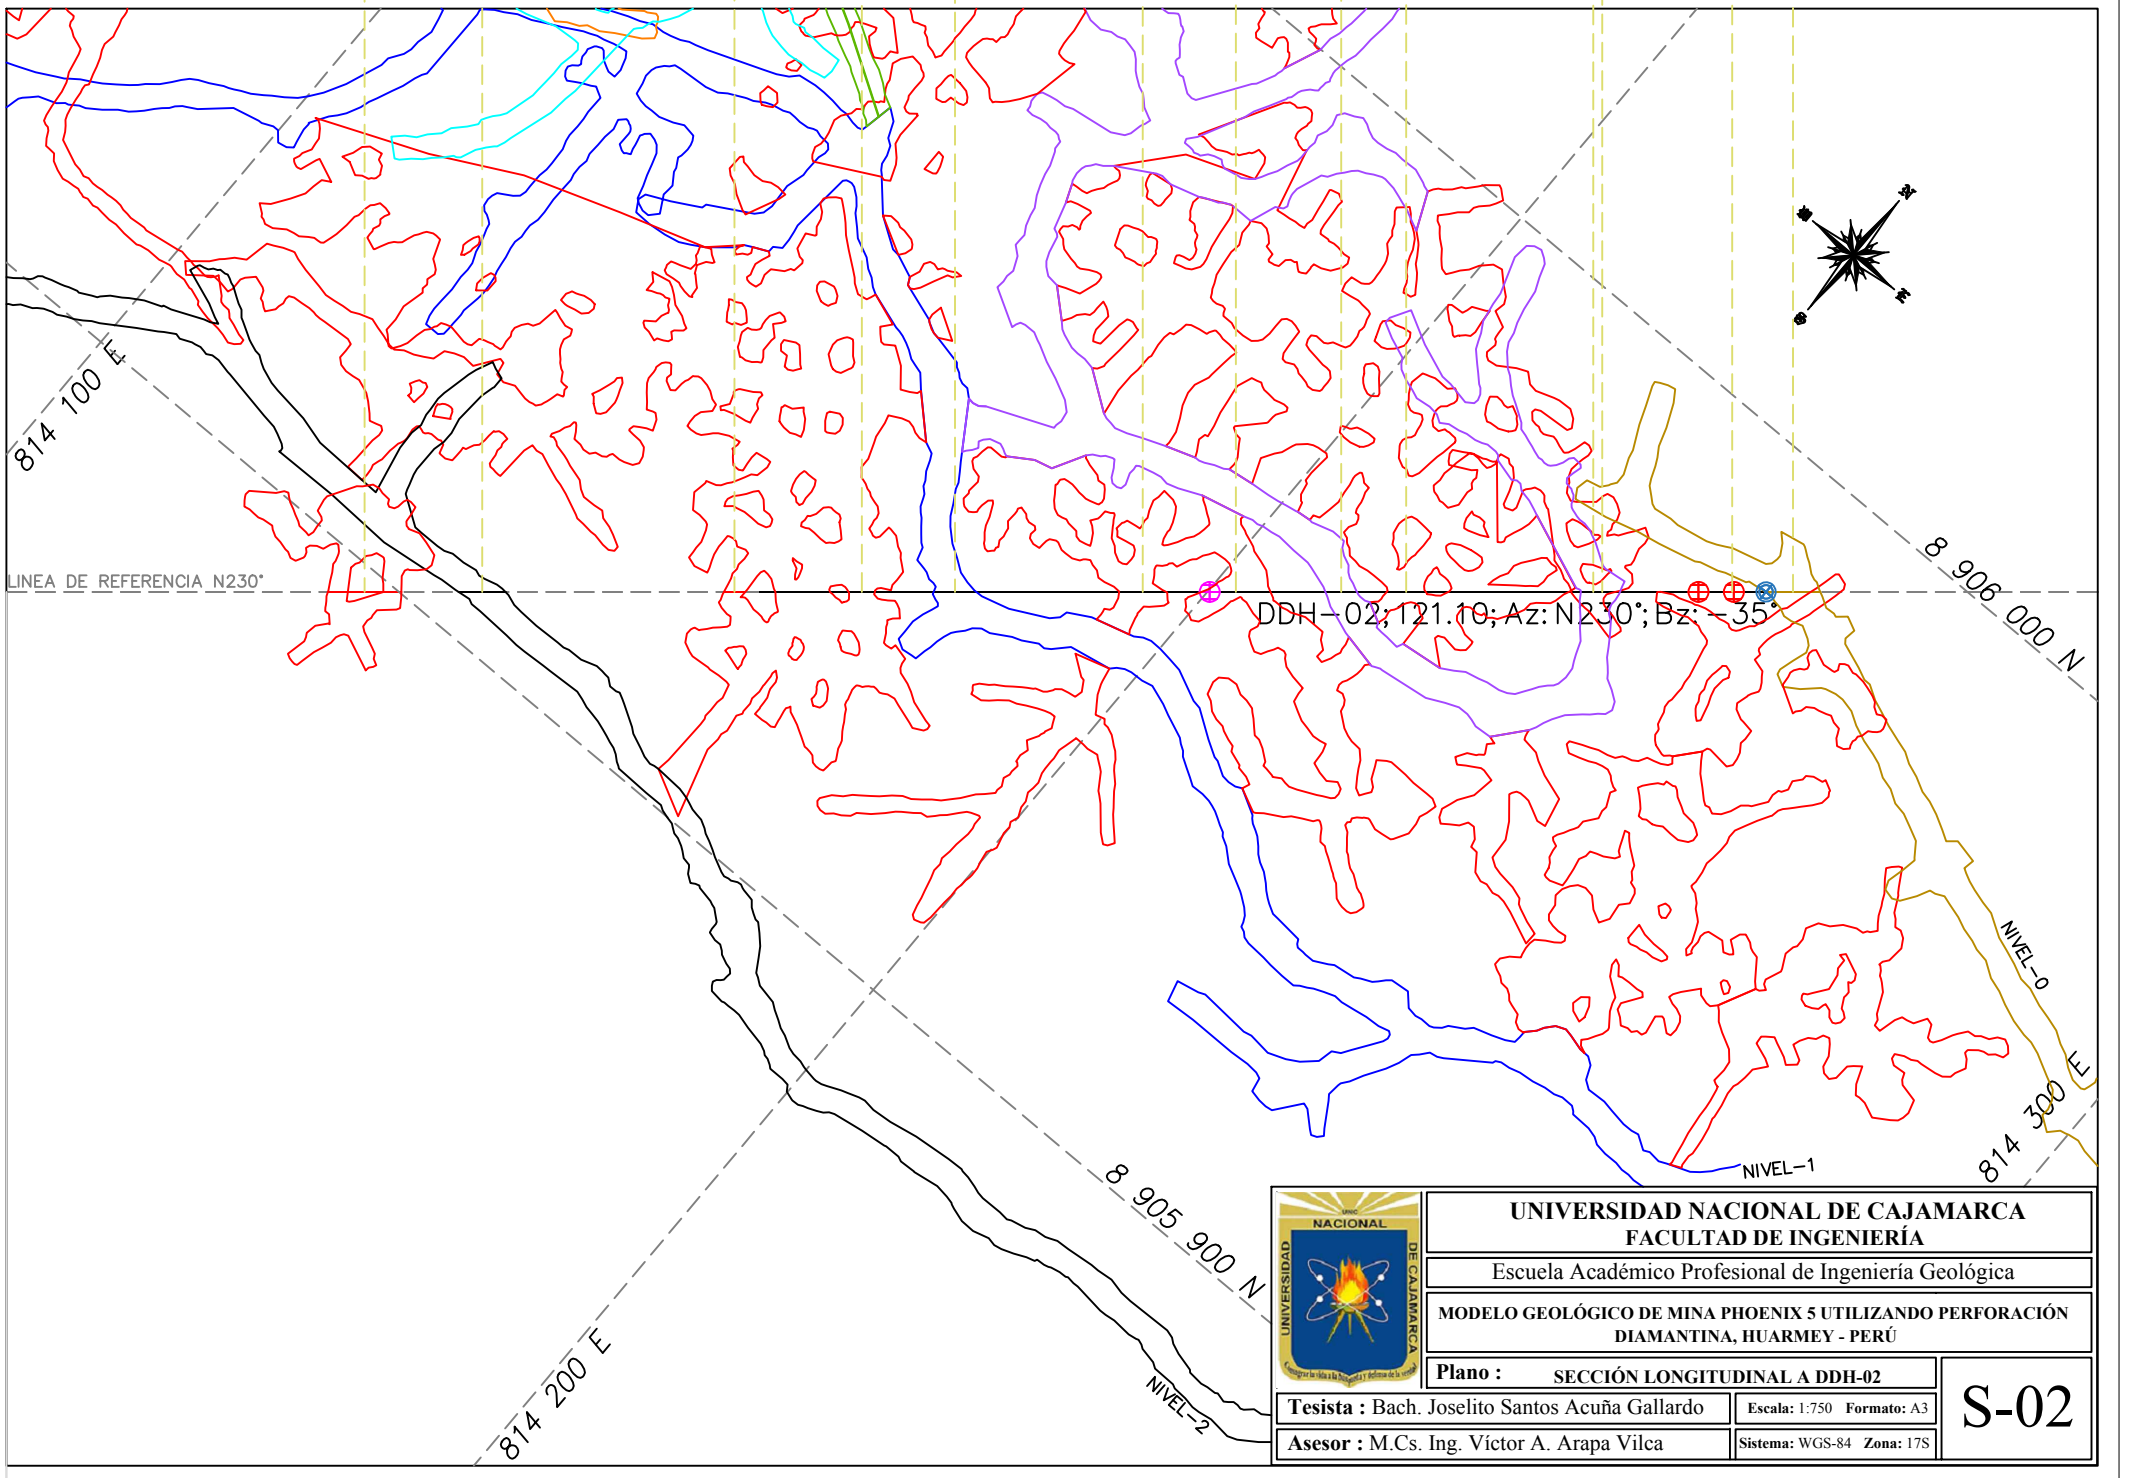 814 100 E
LINEA DE REFERENCIA N230°
DDH-02; 121.10; Az: N230°; Bz: -35°
8 906 000 N
NIVEL-0
814 300 E
NIVEL-1
8 905 900 N
814 200 E
NIVEL-2
UNC
NACIONAL
UNIVERSIDAD
DE CAJAMARCA
UNIVERSIDAD NACIONAL DE CAJAMARCA
FACULTAD DE INGENIERÍA
Escuela Académico Profesional de Ingeniería Geológica
MODELO GEOLÓGICO DE MINA PHOENIX 5 UTILIZANDO PERFORACIÓN
DIAMANTINA, HUARMEY - PERÚ
Plano : SECCIÓN LONGITUDINAL A DDH-02
Tesista : Bach. Joselito Santos Acuña Gallardo
Escala: 1:750 Formato: A3
Asesor : M.Cs. Ing. Víctor A. Arapa Vilca
Sistema: WGS-84 Zona: 17S
S-02